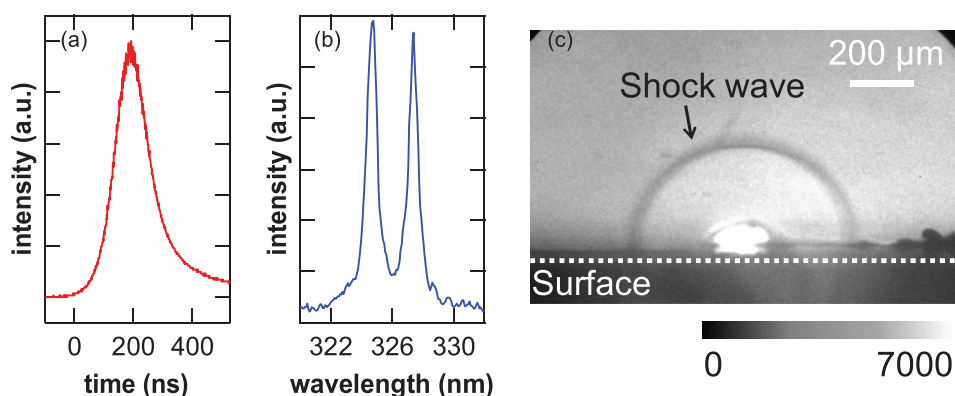 (a)
intensity (a.u.)
0 200 400
time (ns)
(b)
intensity (a.u.)
322 326 330
wavelength (nm)
(c)
200 µm
Shock wave
Surface
0 7000